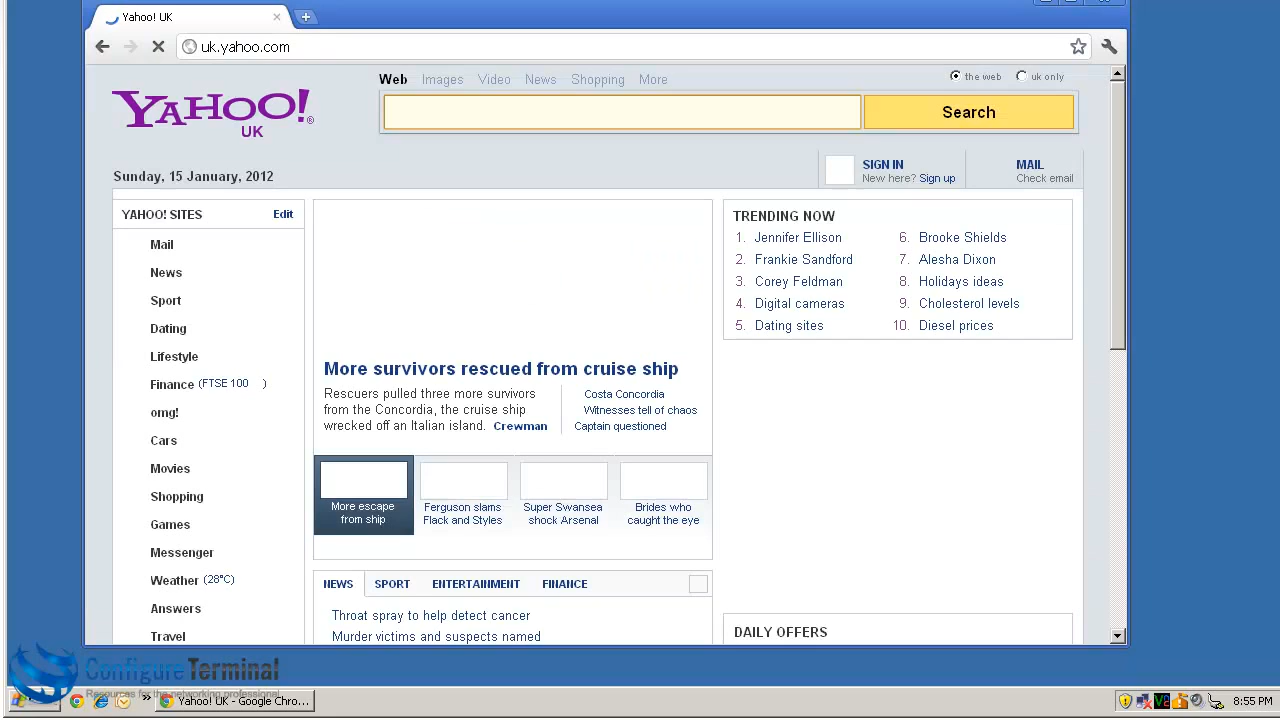 Yahoo! UK
uk.yahoo.com
Web Images Video News Shopping More
the web uk only
YAHOO!®
UK
Search
Sunday, 15 January, 2012
SIGN IN
New here? Sign up
MAIL
Check email
YAHOO! SITES Edit
Mail
News
Sport
Dating
Lifestyle
Finance (FTSE 100 )
omg!
Cars
Movies
Shopping
Games
Messenger
Weather (28°C)
Answers
Travel
More survivors rescued from cruise ship
Rescuers pulled three more survivors
from the Concordia, the cruise ship
wrecked off an Italian island. Crewman
Costa Concordia
Witnesses tell of chaos
Captain questioned
More escape
from ship
Ferguson slams
Flack and Styles
Super Swansea
shock Arsenal
Brides who
caught the eye
NEWS SPORT ENTERTAINMENT FINANCE
Throat spray to help detect cancer
Murder victims and suspects named
TRENDING NOW
1. Jennifer Ellison
2. Frankie Sandford
3. Corey Feldman
4. Digital cameras
5. Dating sites
6. Brooke Shields
7. Alesha Dixon
8. Holidays ideas
9. Cholesterol levels
10. Diesel prices
DAILY OFFERS
Configure Terminal
Resources for the networking professional
Yahoo! UK - Google Chro...
V2
8:55 PM